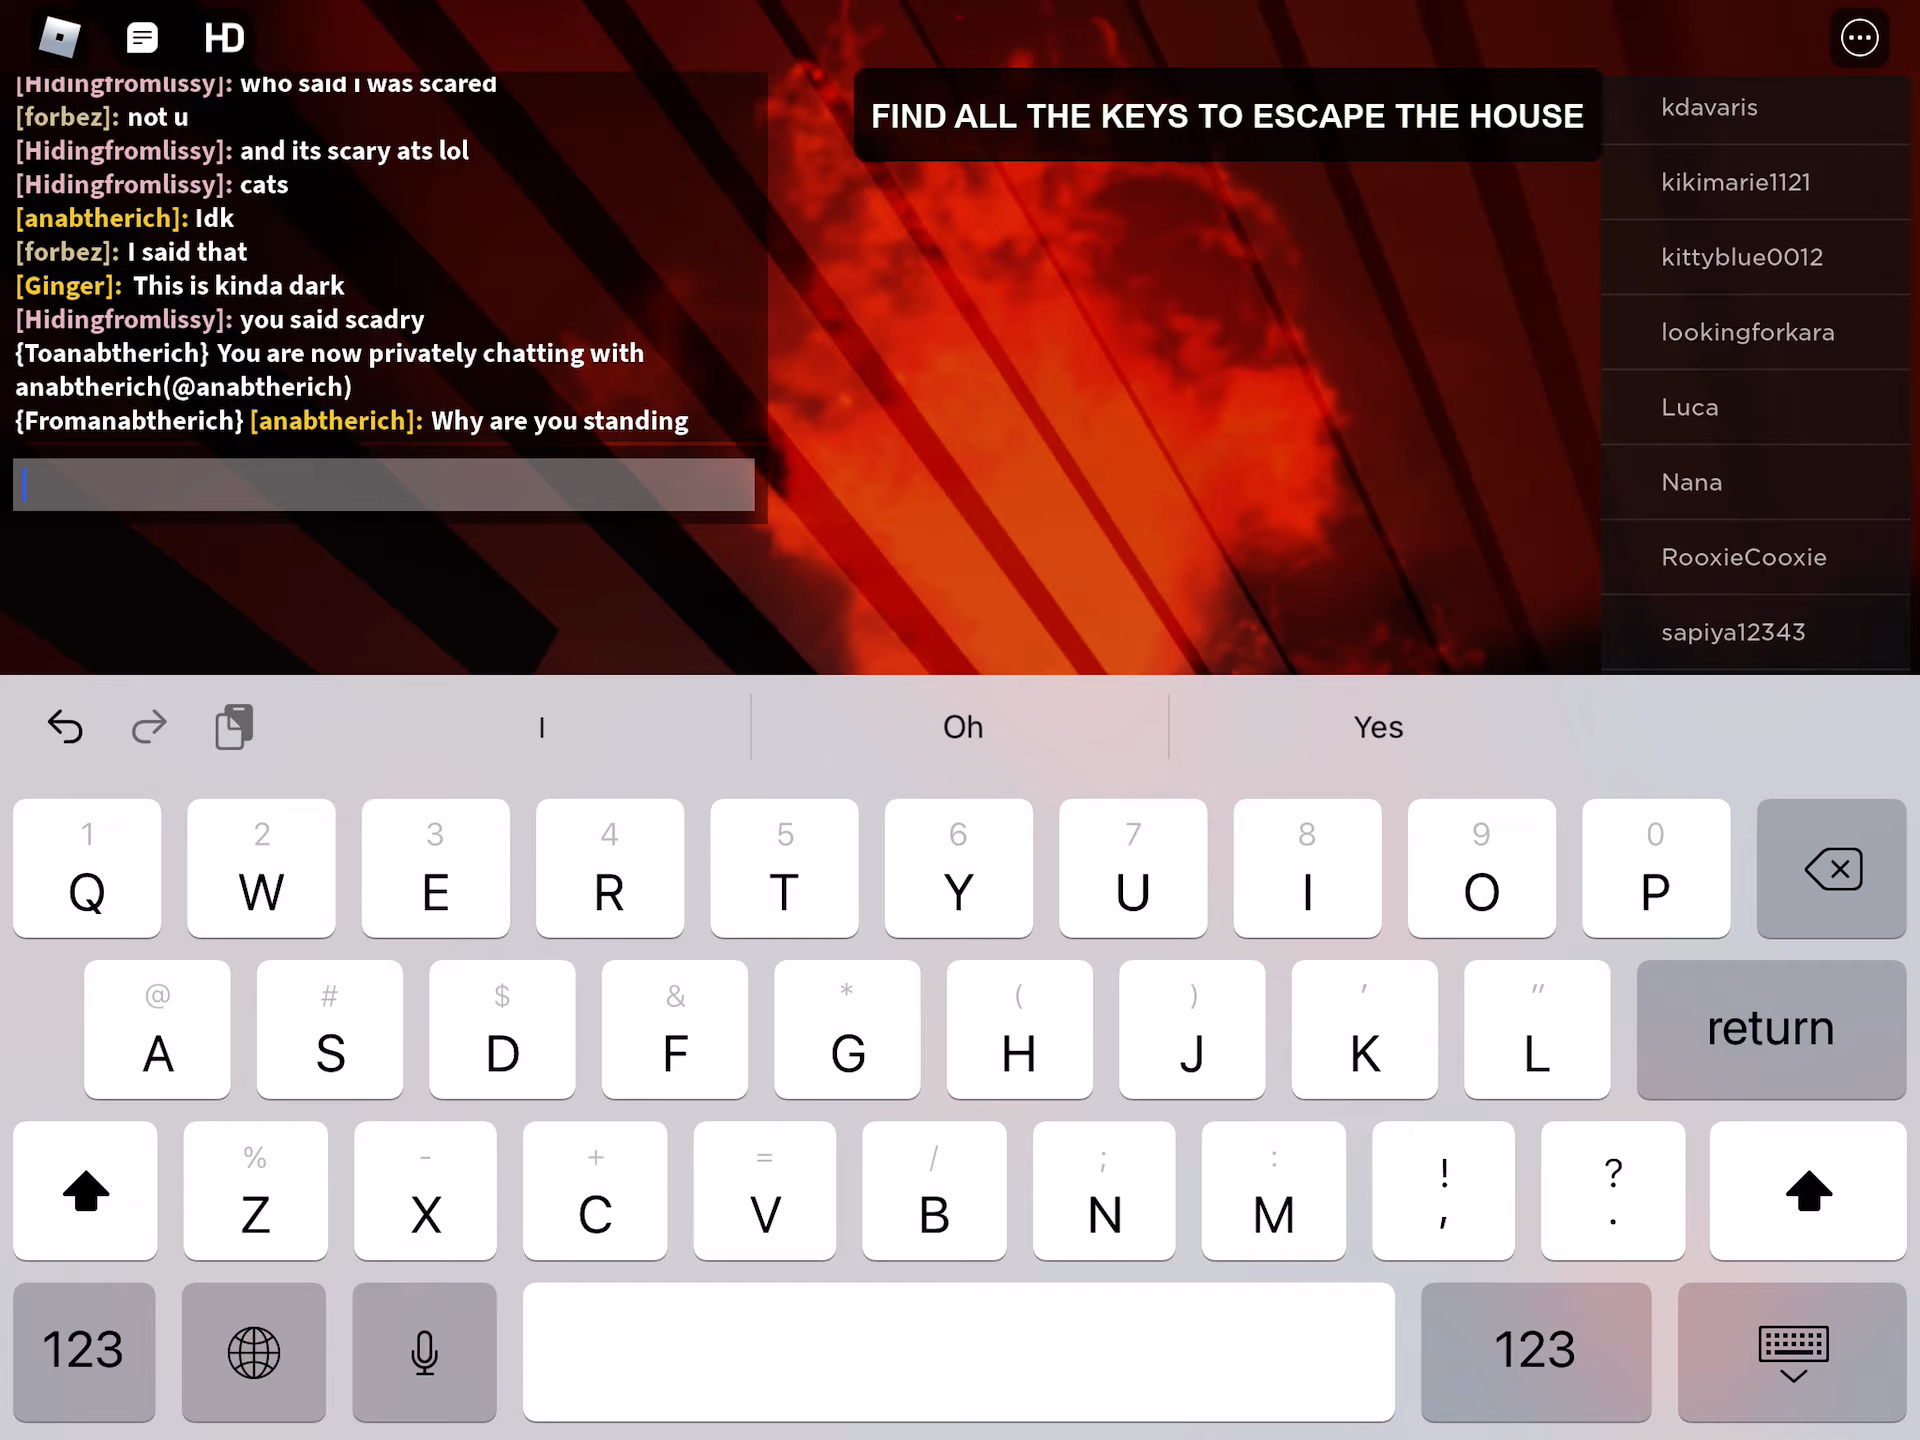 HD
[Hidingfromlissy]: who said i was scared
[forbez]: not u
[Hidingfromlissy]: and its scary ats lol
[Hidingfromlissy]: cats
[anabtherich]: Idk
[forbez]: I said that
[Ginger]: This is kinda dark
[Hidingfromlissy]: you said scadry
{Toanabtherich} You are now privately chatting with
anabtherich(@anabtherich)
{Fromanabtherich} [anabtherich]: Why are you standing
FIND ALL THE KEYS TO ESCAPE THE HOUSE
kdavaris
kikimarie1121
kittyblue0012
lookingforkara
Luca
Nana
RooxieCooxie
sapiya12343
I Oh Yes
1 2 3 4 5 6 7 8 9 0
Q W E R T Y U I O P
@ # $ & * ( ) ' "
A S D F G H J K L return
% - + = / ; : ! ?
Z X C V B N M , .
123 123